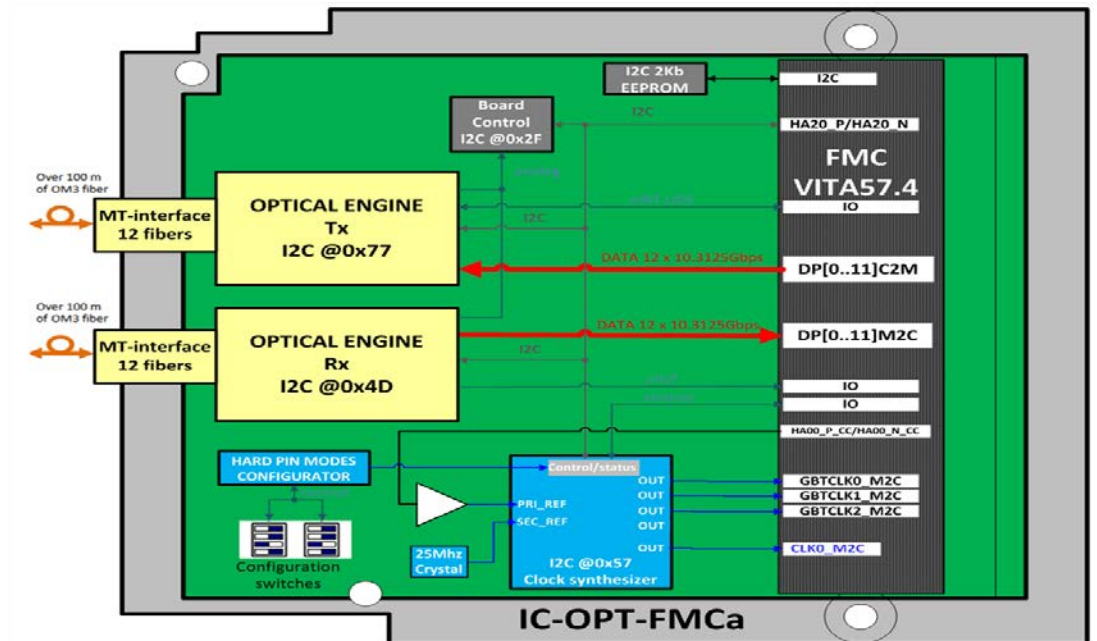 I2C 2Kb
EEPROM
I2C
Board
Control
I2C @0x2F
I2C
HA20_P/HA20_N
FMC
VITA57.4
Over 100 m
of OM3 fiber
MT-interface
12 fibers
OPTICAL ENGINE
Tx
I2C @0x77
IO
I2C
DATA 12 x 10.3125Gbps
DP[0..11]C2M
Over 100 m
of OM3 fiber
MT-interface
12 fibers
OPTICAL ENGINE
Rx
I2C @0x4D
DATA 12 x 10.3125Gbps
DP[0..11]M2C
I2C
IO
IO
HA00_P_CC/HA00_N_CC
HARD PIN MODES
CONFIGURATOR
Control/status
OUT
GBTCLK0_M2C
OUT
GBTCLK1_M2C
PRI_REF
OUT
GBTCLK2_M2C
SEC_REF
OUT
OUT
CLK0_M2C
25Mhz
Crystal
I2C @0x57
Clock synthesizer
Configuration
switches
IC-OPT-FMCa